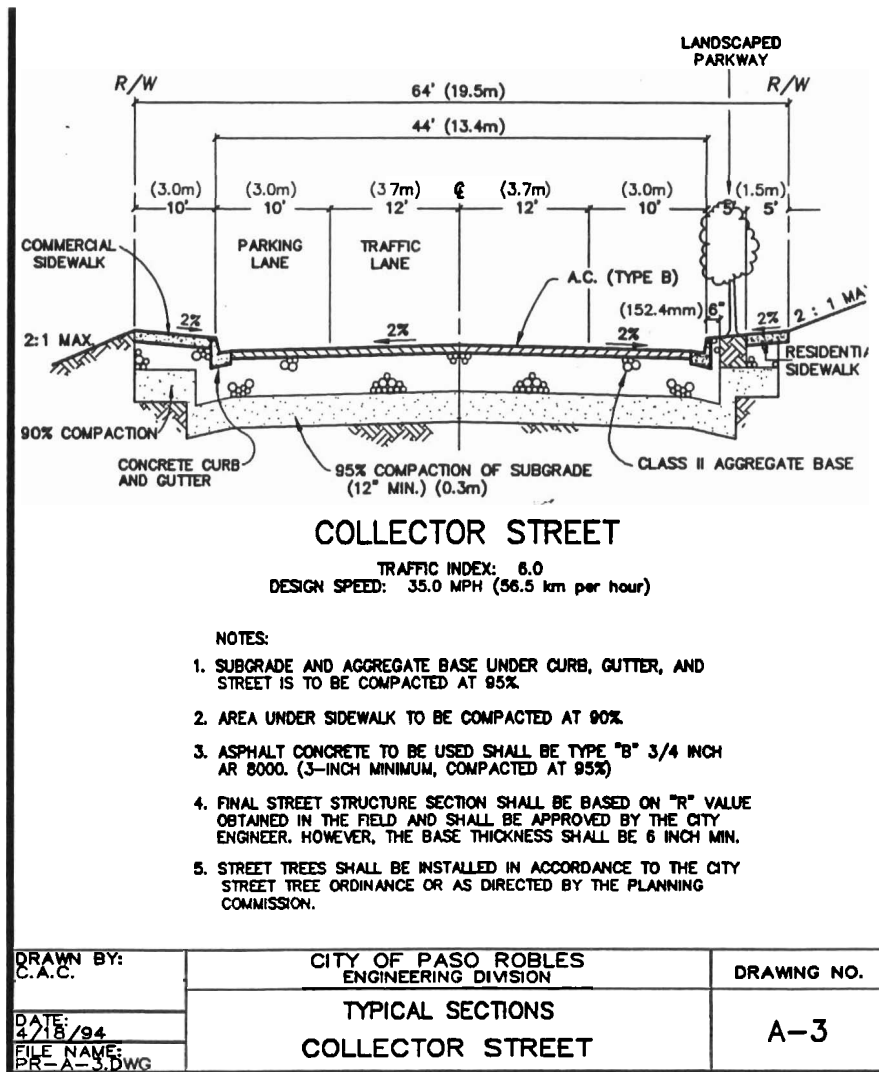 LANDSCAPED
PARKWAY
R/W
R/W
64' (19.5m)
44' (13.4m)
(3.0m) (3.0m) (3 7m) ℄ (3.7m) (3.0m) (1.5m)
10' 10' 12' 12' 10' 5' 5'
COMMERCIAL
SIDEWALK
PARKING
LANE
TRAFFIC
LANE
A.C. (TYPE B)
(152.4mm) 6"
2 : 1 MA
2%
2%
2%
2%
2:1 MAX.
RESIDENTIA
SIDEWALK
90% COMPACTION
CONCRETE CURB
AND GUTTER
95% COMPACTION OF SUBGRADE
(12" MIN.) (0.3m)
CLASS II AGGREGATE BASE
COLLECTOR STREET
TRAFFIC INDEX: 6.0
DESIGN SPEED: 35.0 MPH (56.5 km per hour)
NOTES:
1. SUBGRADE AND AGGREGATE BASE UNDER CURB, GUTTER, AND
STREET IS TO BE COMPACTED AT 95%.
2. AREA UNDER SIDEWALK TO BE COMPACTED AT 90%.
3. ASPHALT CONCRETE TO BE USED SHALL BE TYPE "B" 3/4 INCH
AR 8000. (3-INCH MINIMUM, COMPACTED AT 95%)
4. FINAL STREET STRUCTURE SECTION SHALL BE BASED ON "R" VALUE
OBTAINED IN THE FIELD AND SHALL BE APPROVED BY THE CITY
ENGINEER. HOWEVER, THE BASE THICKNESS SHALL BE 6 INCH MIN.
5. STREET TREES SHALL BE INSTALLED IN ACCORDANCE TO THE CITY
STREET TREE ORDINANCE OR AS DIRECTED BY THE PLANNING
COMMISSION.
DRAWN BY:
C.A.C.
DATE:
4/18/94
FILE NAME:
PR-A-3.DWG
CITY OF PASO ROBLES
ENGINEERING DIVISION
TYPICAL SECTIONS
COLLECTOR STREET
DRAWING NO.
A-3